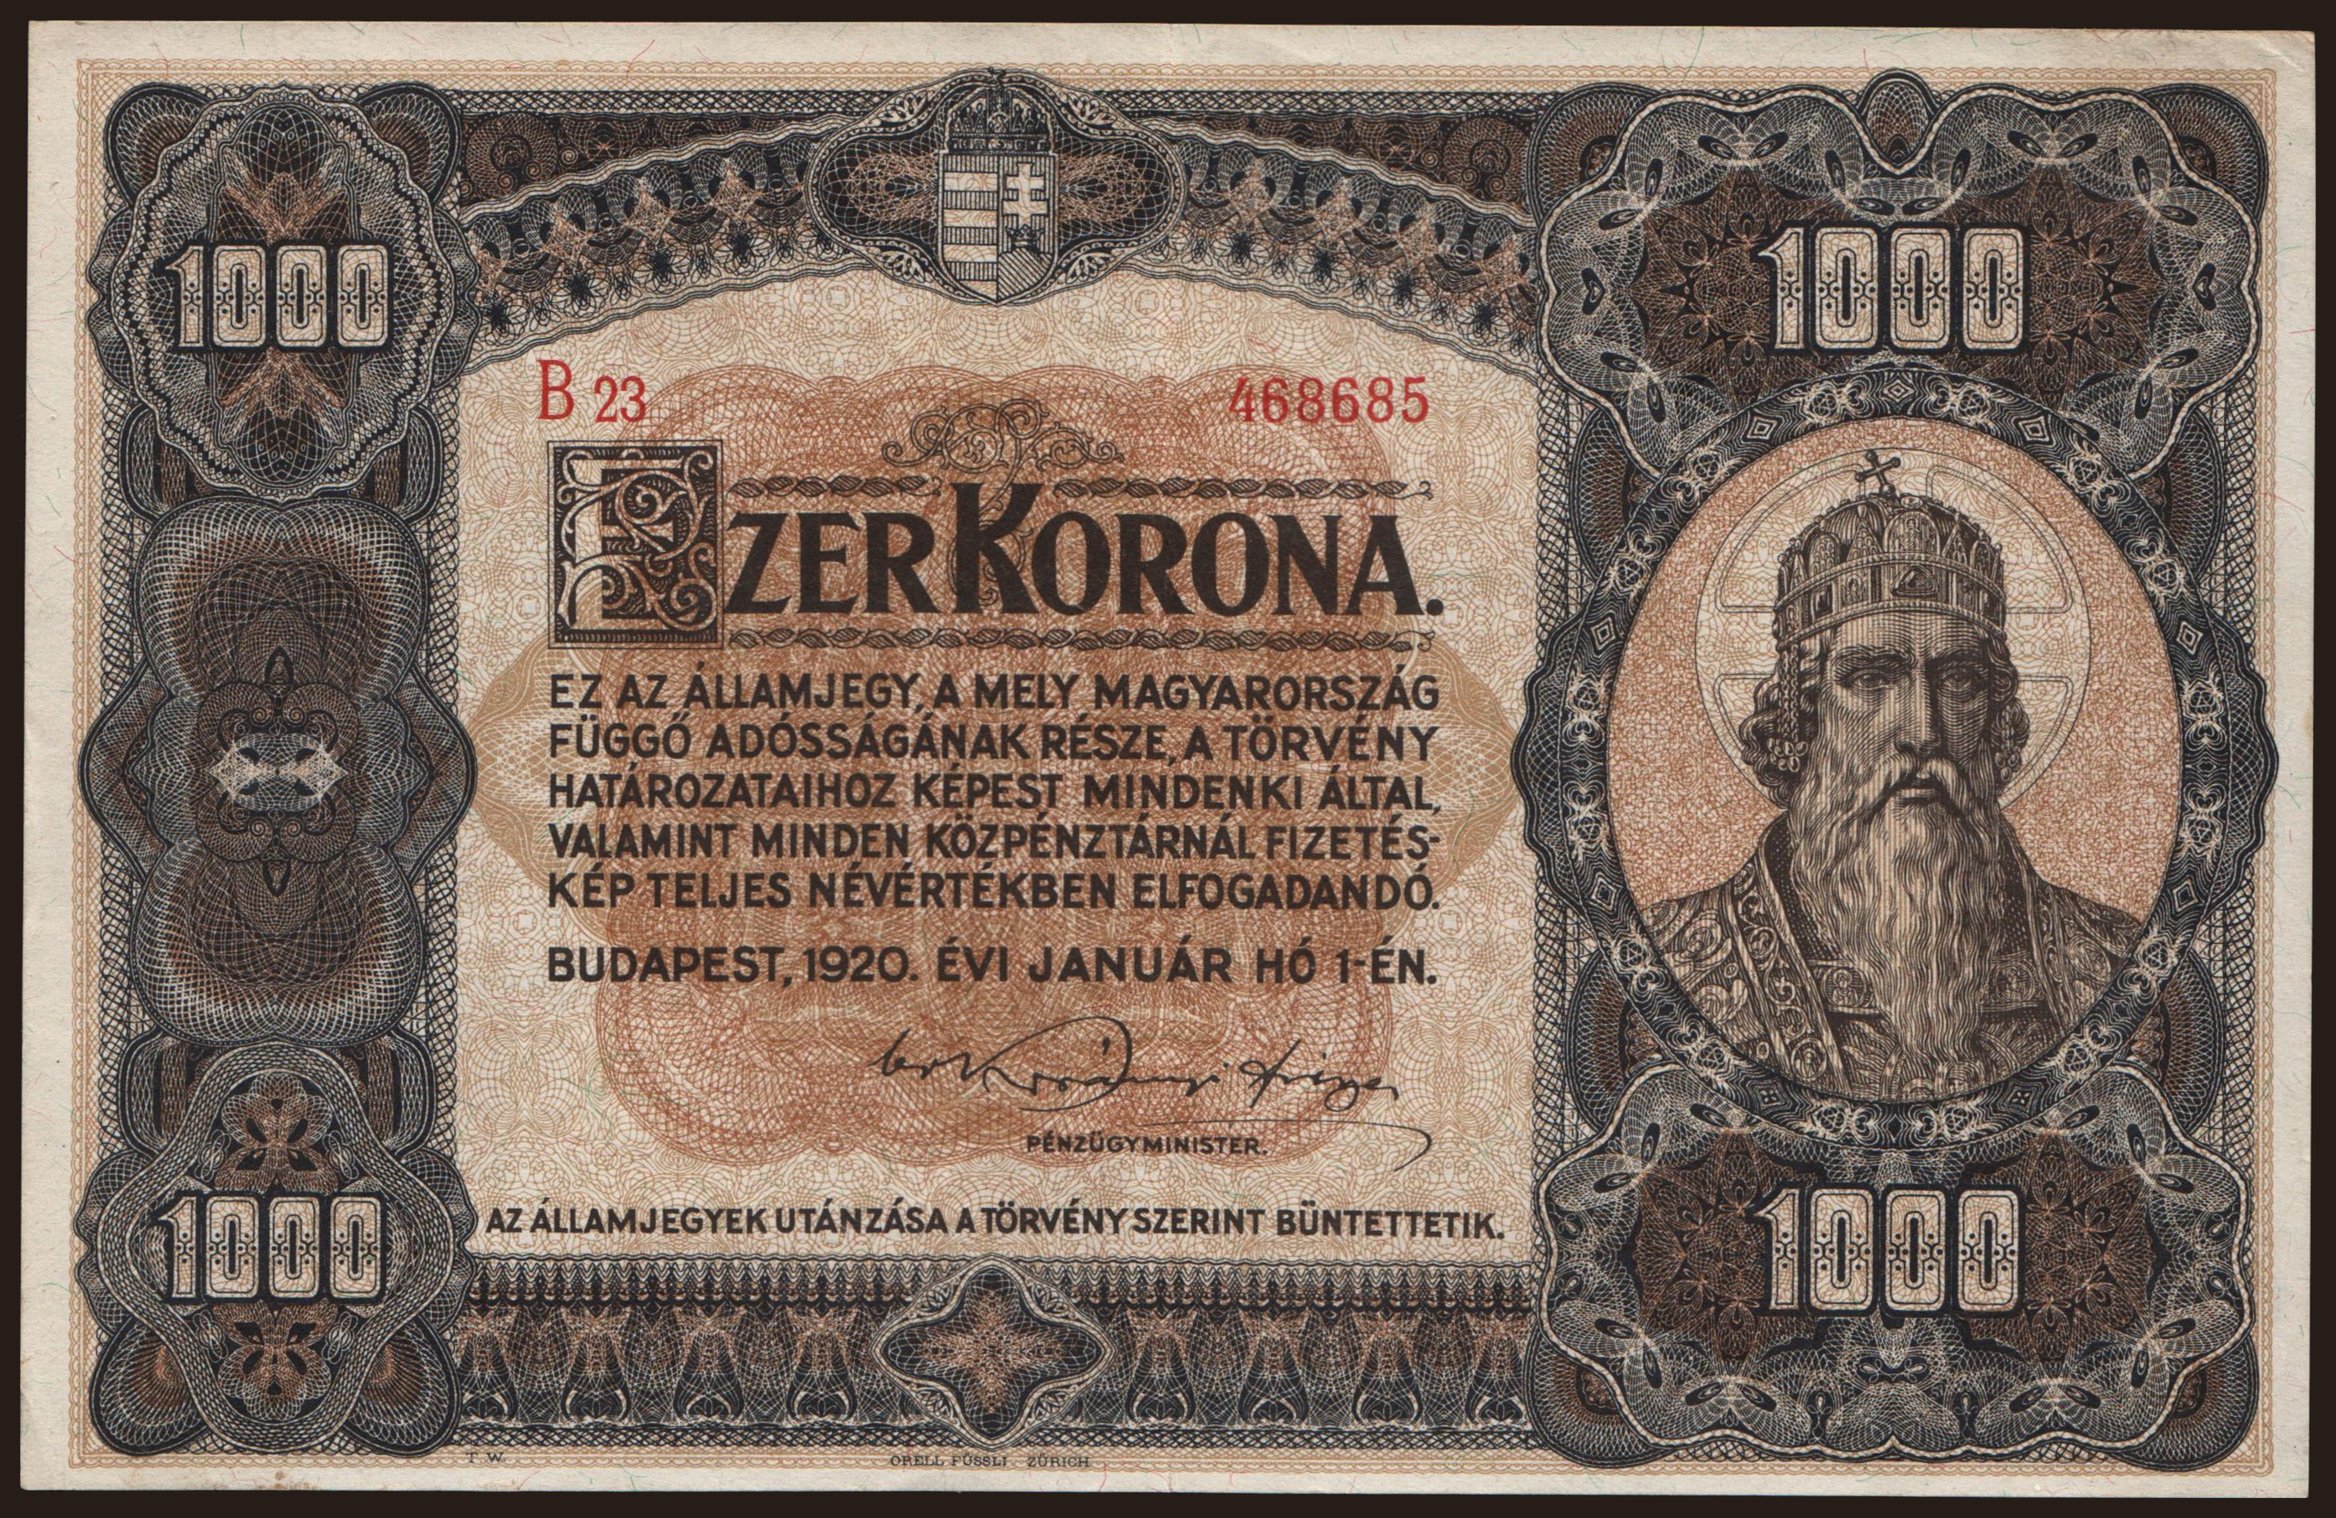 1000
1000
B 23 468685
EZER KORONA.
EZ AZ ÁLLAMJEGY, A MELY MAGYARORSZÁG
FÜGGŐ ADÓSSÁGÁNAK RÉSZE, A TÖRVÉNY
HATÁROZATAIHOZ KÉPEST MINDENKI ÁLTAL,
VALAMINT MINDEN KÖZPÉNZTÁRNÁL FIZETÉS-
KÉP TELJES NÉVÉRTÉKBEN ELFOGADANDÓ.
BUDAPEST, 1920. ÉVI JANUÁR HÓ 1-ÉN.
Korányi Frigyes
PÉNZÜGYMINISTER.
1000
AZ ÁLLAMJEGYEK UTÁNZÁSA A TÖRVÉNY SZERINT BÜNTETTETIK.
1000
T. W.
ORELL FÜSSLI ZÜRICH